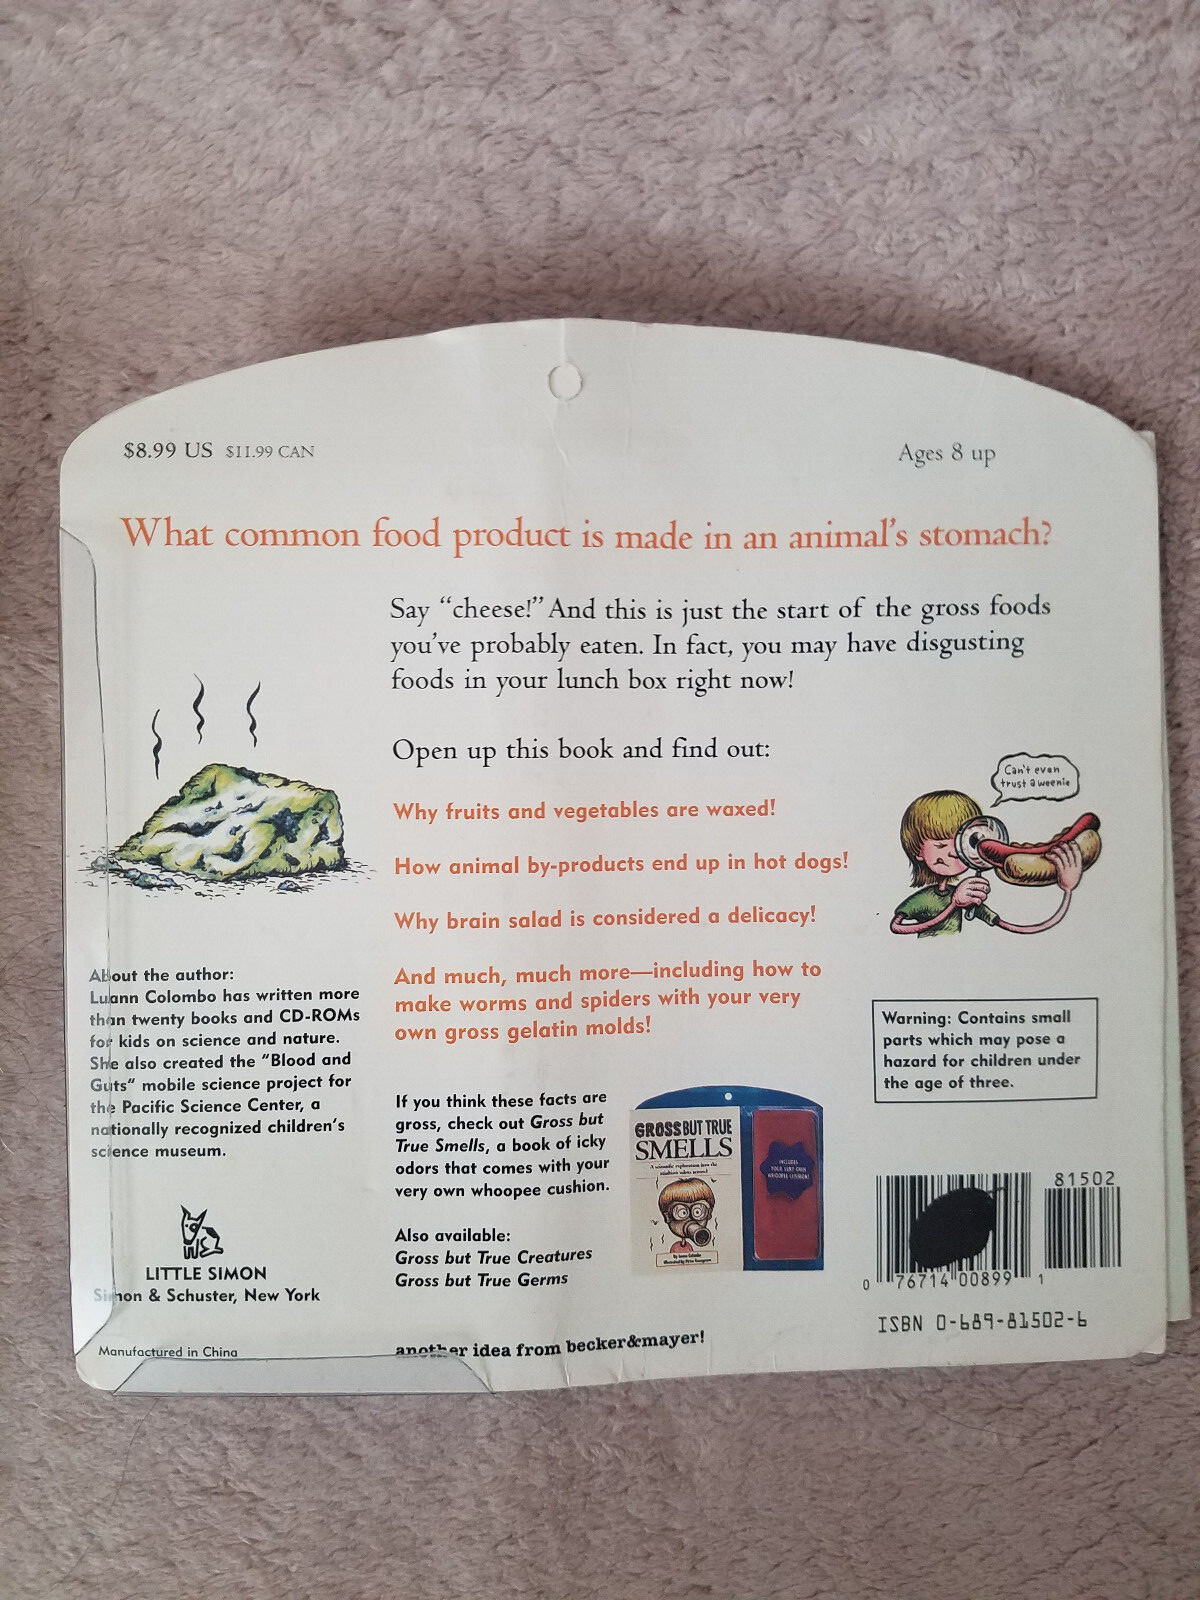 $8.99 US $11.99 CAN
Ages 8 up
What common food product is made in an animal's stomach?
Say "cheese!" And this is just the start of the gross foods
you've probably eaten. In fact, you may have disgusting
foods in your lunch box right now!
Open up this book and find out:
Why fruits and vegetables are waxed!
How animal by-products end up in hot dogs!
Why brain salad is considered a delicacy!
And much, much more—including how to
make worms and spiders with your very
own gross gelatin molds!
Can't even
trust a weenie
About the author:
Luann Colombo has written more
than twenty books and CD-ROMs
for kids on science and nature.
She also created the "Blood and
Guts" mobile science project for
the Pacific Science Center, a
nationally recognized children's
science museum.
LITTLE SIMON
Simon & Schuster, New York
Manufactured in China
If you think these facts are
gross, check out Gross but
True Smells, a book of icky
odors that comes with your
very own whoopee cushion.
Also available:
Gross but True Creatures
Gross but True Germs
another idea from becker&mayer!
GROSS BUT TRUE
SMELLS
INCLUDES
YOUR VERY OWN
WHOOPEE CUSHION!
Warning: Contains small
parts which may pose a
hazard for children under
the age of three.
81502
0 76714 00899 1
ISBN 0-689-81502-6